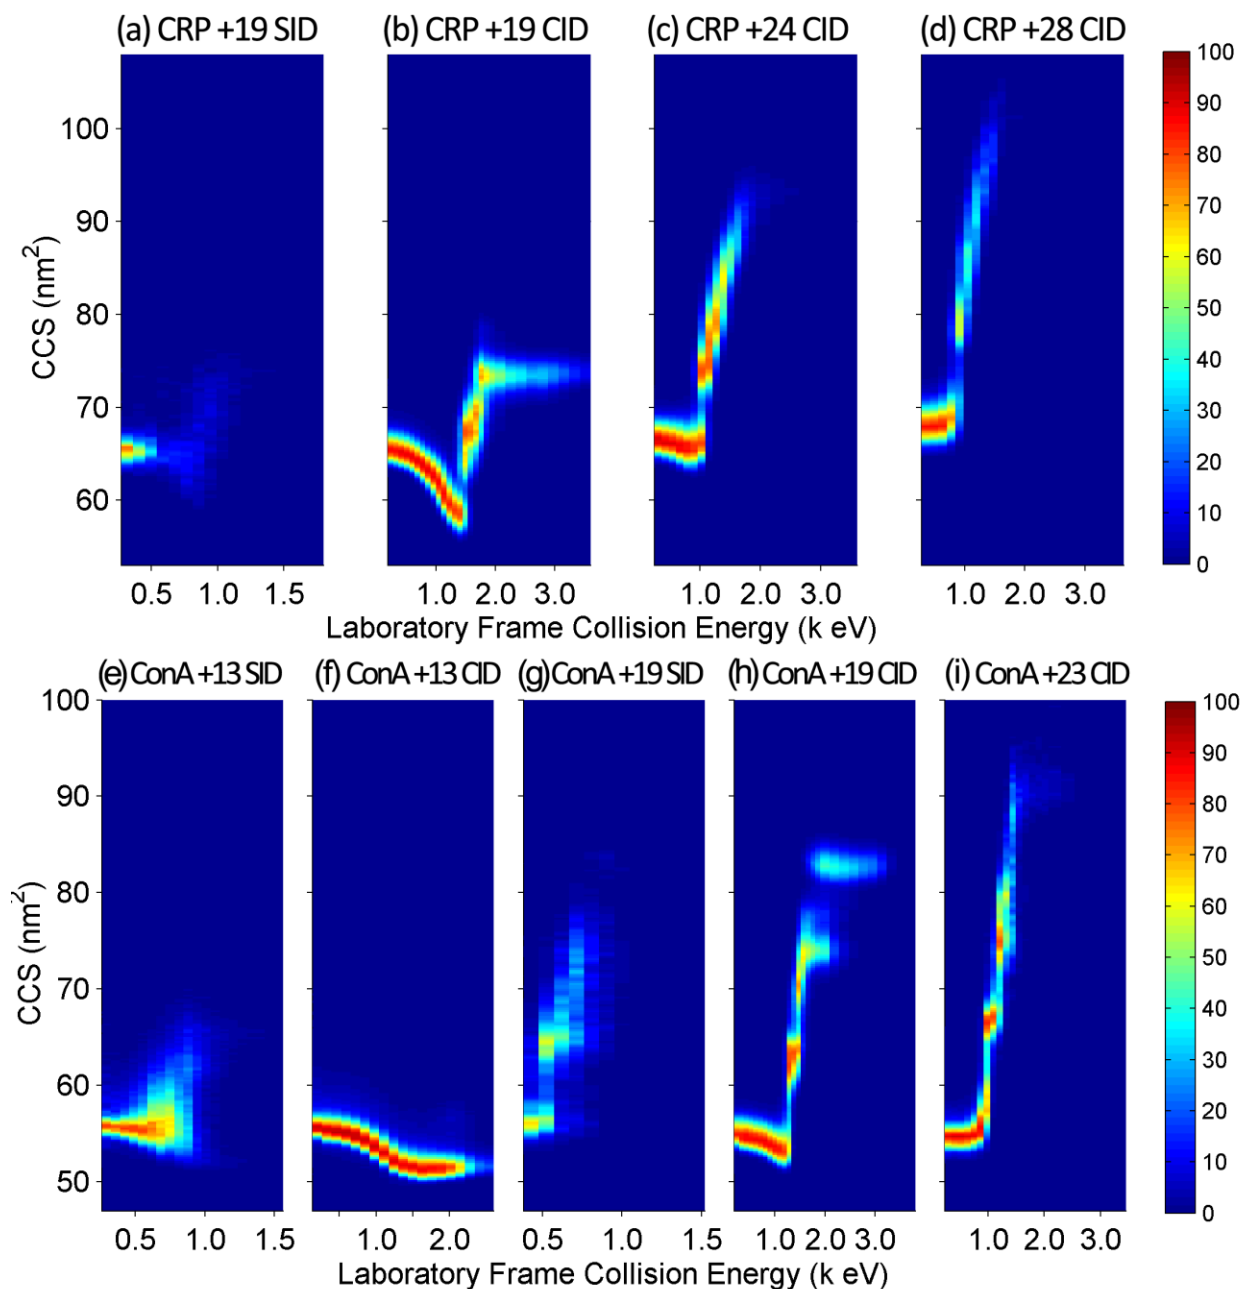 (a) CRP +19 SID
(b) CRP +19 CID
(c) CRP +24 CID
(d) CRP +28 CID
CCS (nm²)
100
90
80
70
60
0.5 1.0 1.5
1.0 2.0 3.0
1.0 2.0 3.0
1.0 2.0 3.0
100
90
80
70
60
50
40
30
20
10
0
Laboratory Frame Collision Energy (k eV)
(e) ConA +13 SID
(f) ConA +13 CID
(g) ConA +19 SID
(h) ConA +19 CID
(i) ConA +23 CID
CCS (nm²)
100
90
80
70
60
50
0.5 1.0 1.5
1.0 2.0
0.5 1.0 1.5
1.0 2.0 3.0
1.0 2.0 3.0
100
90
80
70
60
50
40
30
20
10
0
Laboratory Frame Collision Energy (k eV)